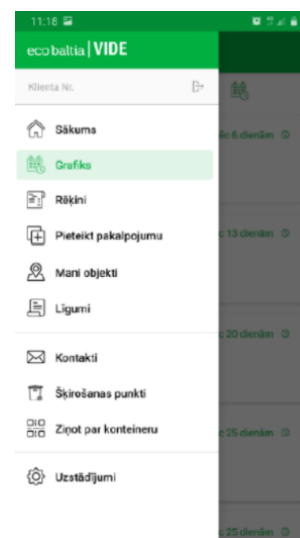 11:18
eco baltia | VIDE
Klienta Nr.
Sākums
ēc 6 dienām
Grafiks
Rēķini
Pieteikt pakalpojumu
c 13 dienām
Mani objekti
Līgumi
c 20 dienām
Kontakti
Šķirošanas punkti
Ziņot par konteineru
c 25 dienām
Uzstādījumi
c 25 dienām